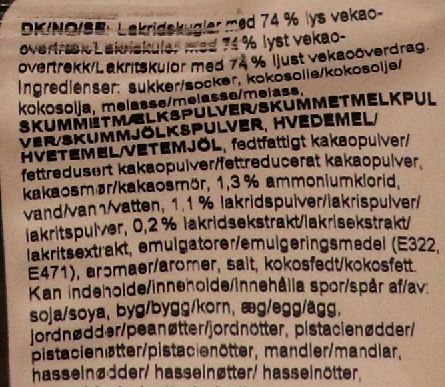 DK/NO/SE: Lakridskugler med 74 % lys vekao-
overtræk/Lakriskuler med 74 % lyst vekao-
overtrekk/Lakritskulor med 74 % ljust vekaoöverdrag.
Ingredienser: sukker/socker, kokosolie/kokosolje/
kokosolja, melasse/melasse/melass,
SKUMMETMÆLKSPULVER/SKUMMETMELKPUL
VER/SKUMMJÖLKSPULVER, HVEDEMEL/
HVETEMEL/VETEMJÖL, fedtfattigt kakaopulver/
fettredusert kakaopulver/fettreducerat kakaopulver,
kakaosmør/kakaosmör, 1,3 % ammoniumklorid,
vand/vann/vatten, 1,1 % lakridspulver/lakrispulver/
lakritspulver, 0,2 % lakridsekstrakt/lakrisekstrakt/
lakritsextrakt, emulgatorer/emulgeringsmedel (E322,
E471), aromaer/aromer, salt, kokosfedt/kokosfett.
Kan indeholde/inneholde/innehålla spor/spår af/av:
soja/soya, byg/bygg/korn, æg/egg/ägg,
jordnødder/peanøtter/jordnötter, pistacienødder/
pistacienøtter/pistacienötter, mandler/mandlar,
hasselnødder/ hasselnøtter/ hasselnötter,